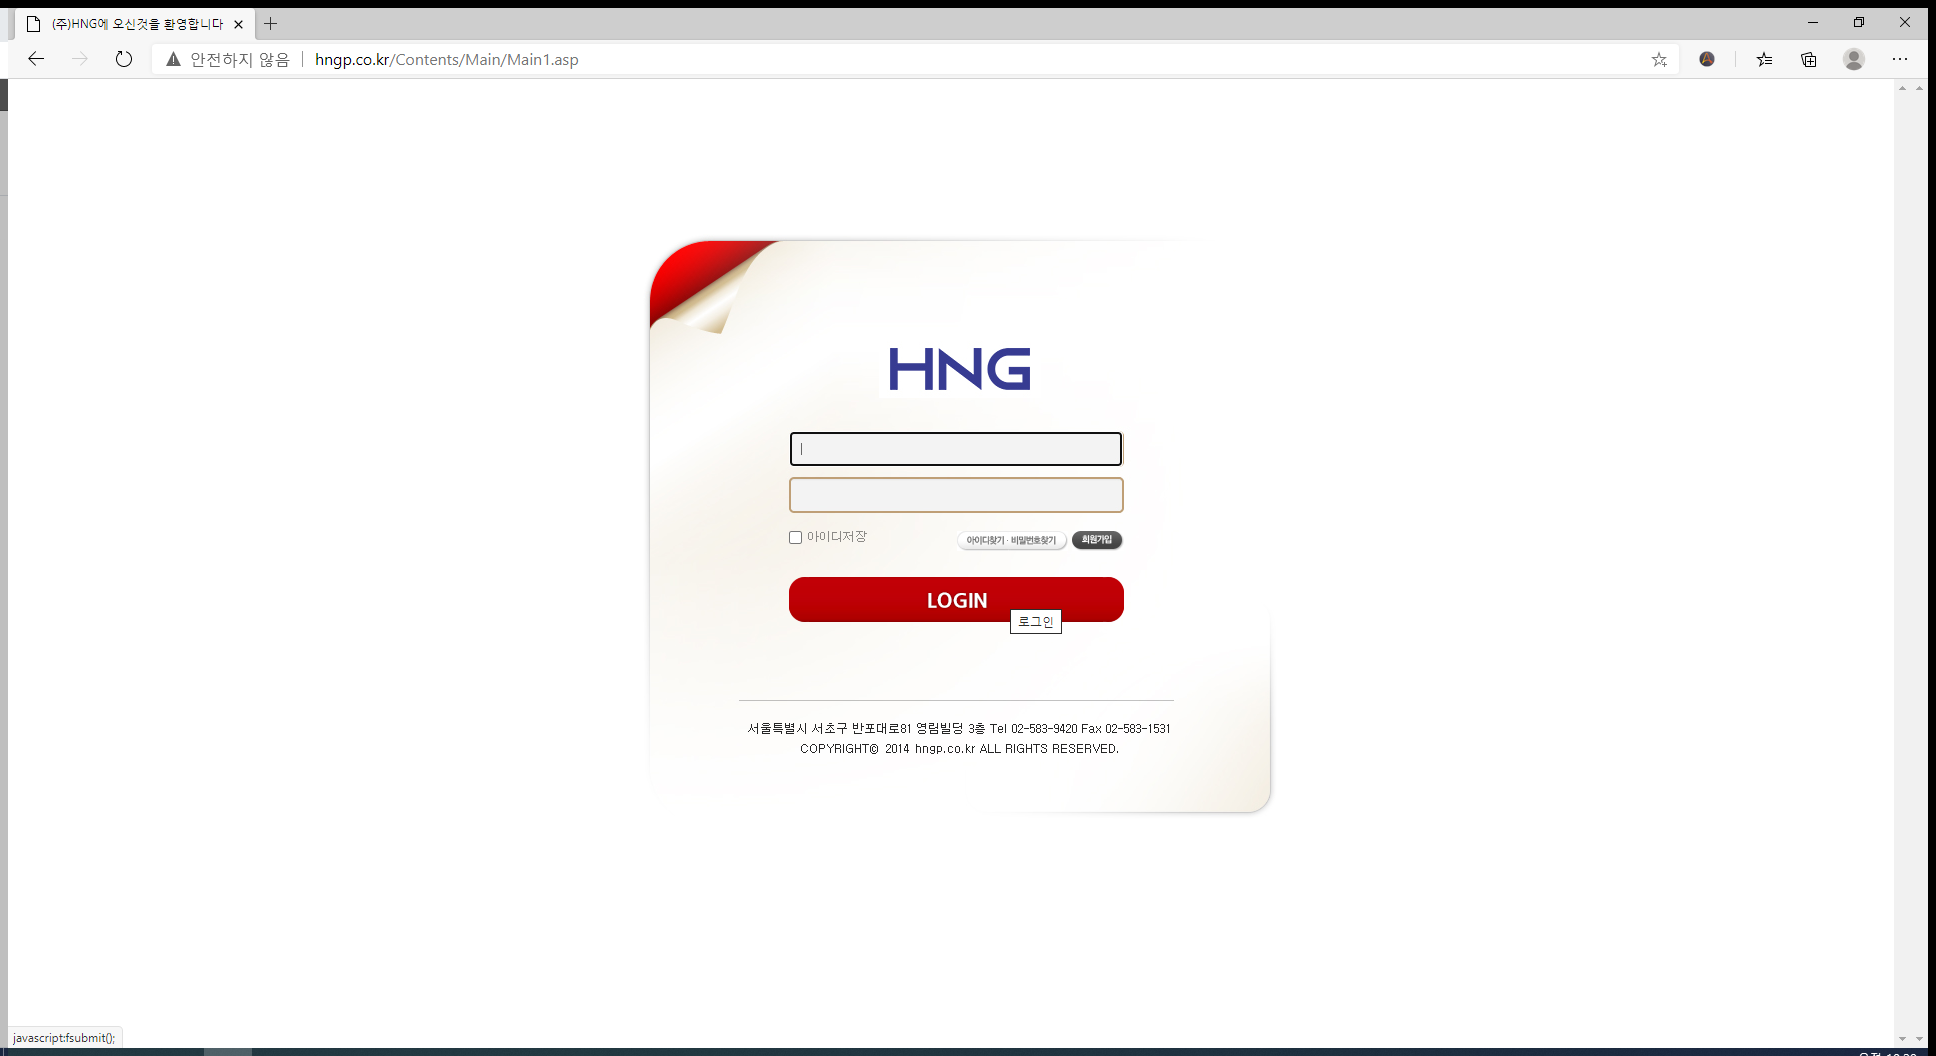 (주)HNG에 오신것을 환영합니다
안전하지 않음 hngp.co.kr/Contents/Main/Main1.asp
HNG
아이디저장
아이디찾기 · 비밀번호찾기 회원가입
LOGIN
로그인
서울특별시 서초구 반포대로81 영림빌딩 3층 Tel 02-583-9420 Fax 02-583-1531
COPYRIGHT© 2014 hngp.co.kr ALL RIGHTS RESERVED.
javascript:fsubmit();